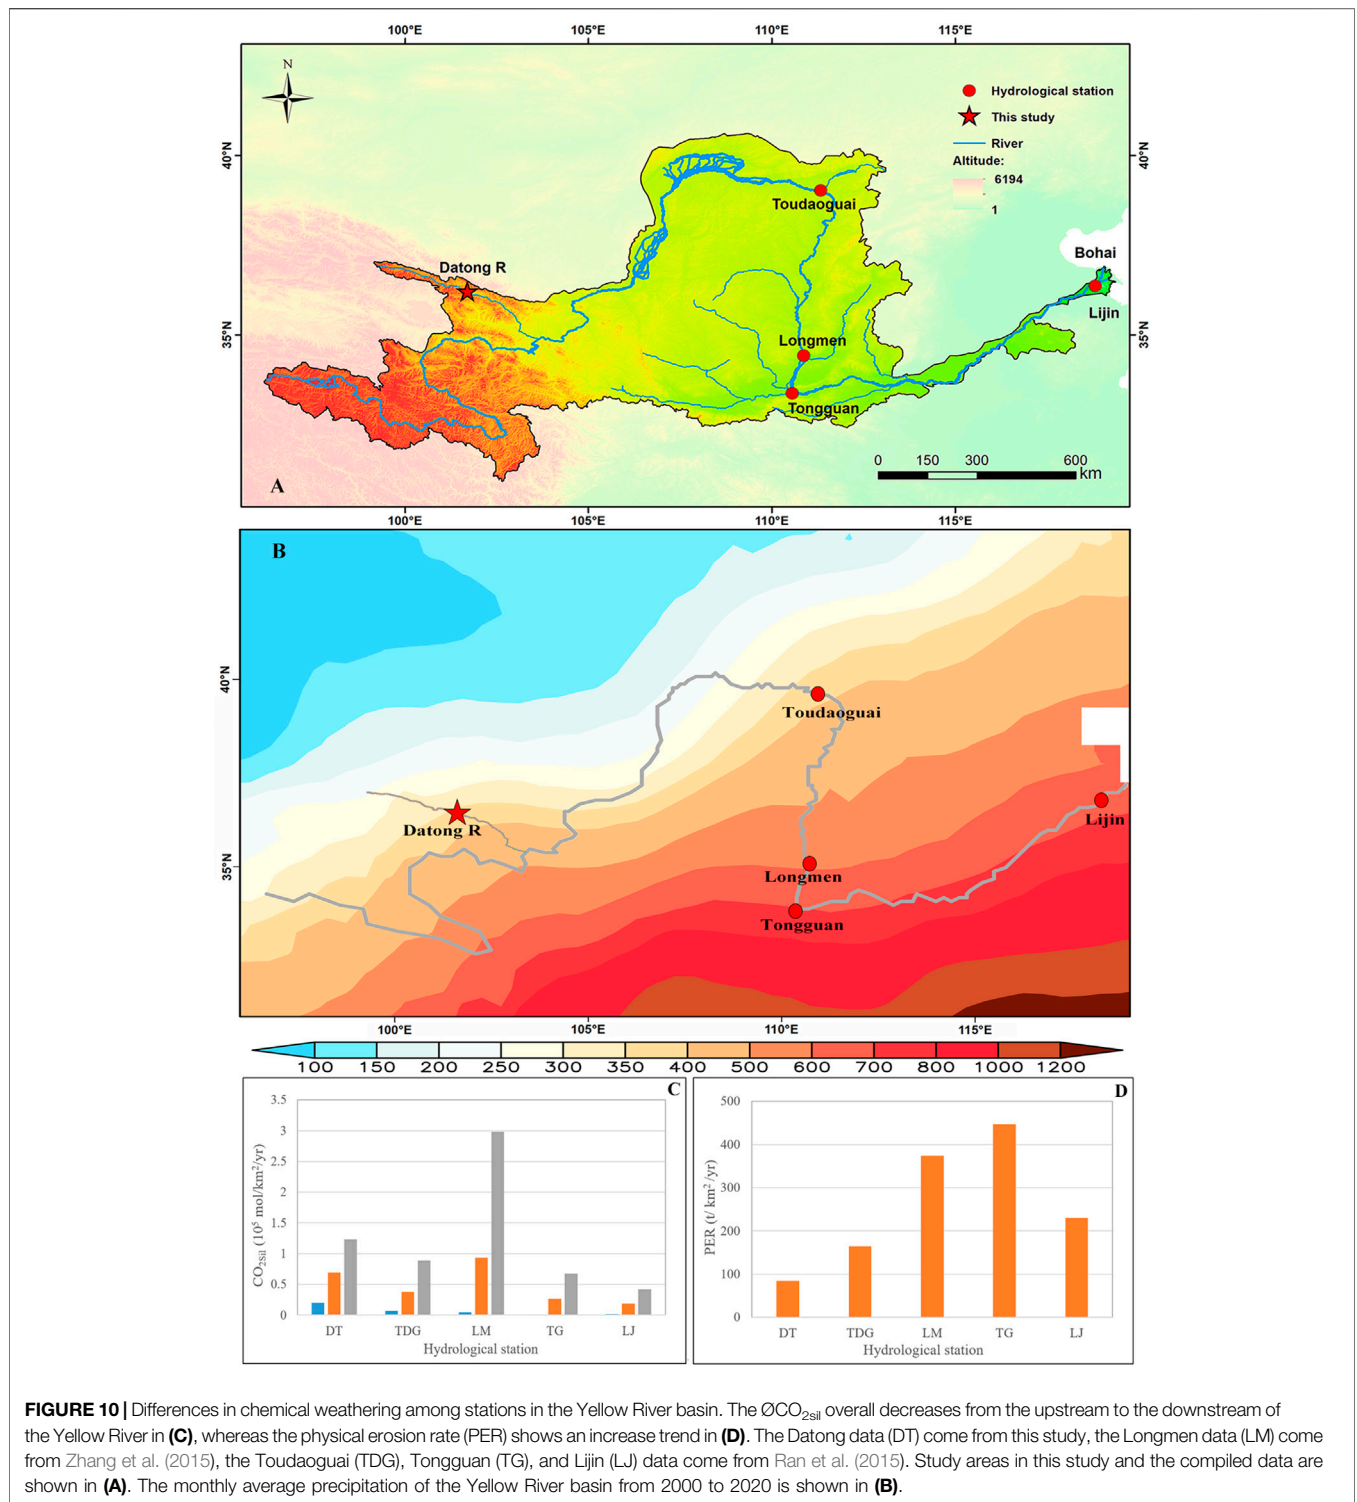 100°E 105°E 110°E 115°E
N
Hydrological station
This study
River
Altitude:
6194
1
40°N
40°N
Toudaoguai
Bohai
Datong R
Lijin
35°N
35°N
Longmen
Tongguan
0 150 300 600
km
A
100°E 105°E 110°E 115°E
B
40°N
Toudaoguai
Datong R
Lijin
35°N
Longmen
Tongguan
100°E 105°E 110°E 115°E
100 150 200 250 300 350 400 500 600 700 800 1000 1200
C
CO2sil (10⁵ mol/km²/yr)
3.5
3
2.5
2
1.5
1
0.5
0
DT TDG LM TG LJ
Hydrological station
D
PER (t/ km² /yr)
500
400
300
200
100
0
DT TDG LM TG LJ
Hydrological station
FIGURE 10 | Differences in chemical weathering among stations in the Yellow River basin. The ØCO2sil overall decreases from the upstream to the downstream of
the Yellow River in (C), whereas the physical erosion rate (PER) shows an increase trend in (D). The Datong data (DT) come from this study, the Longmen data (LM) come
from Zhang et al. (2015), the Toudaoguai (TDG), Tongguan (TG), and Lijin (LJ) data come from Ran et al. (2015). Study areas in this study and the compiled data are
shown in (A). The monthly average precipitation of the Yellow River basin from 2000 to 2020 is shown in (B).